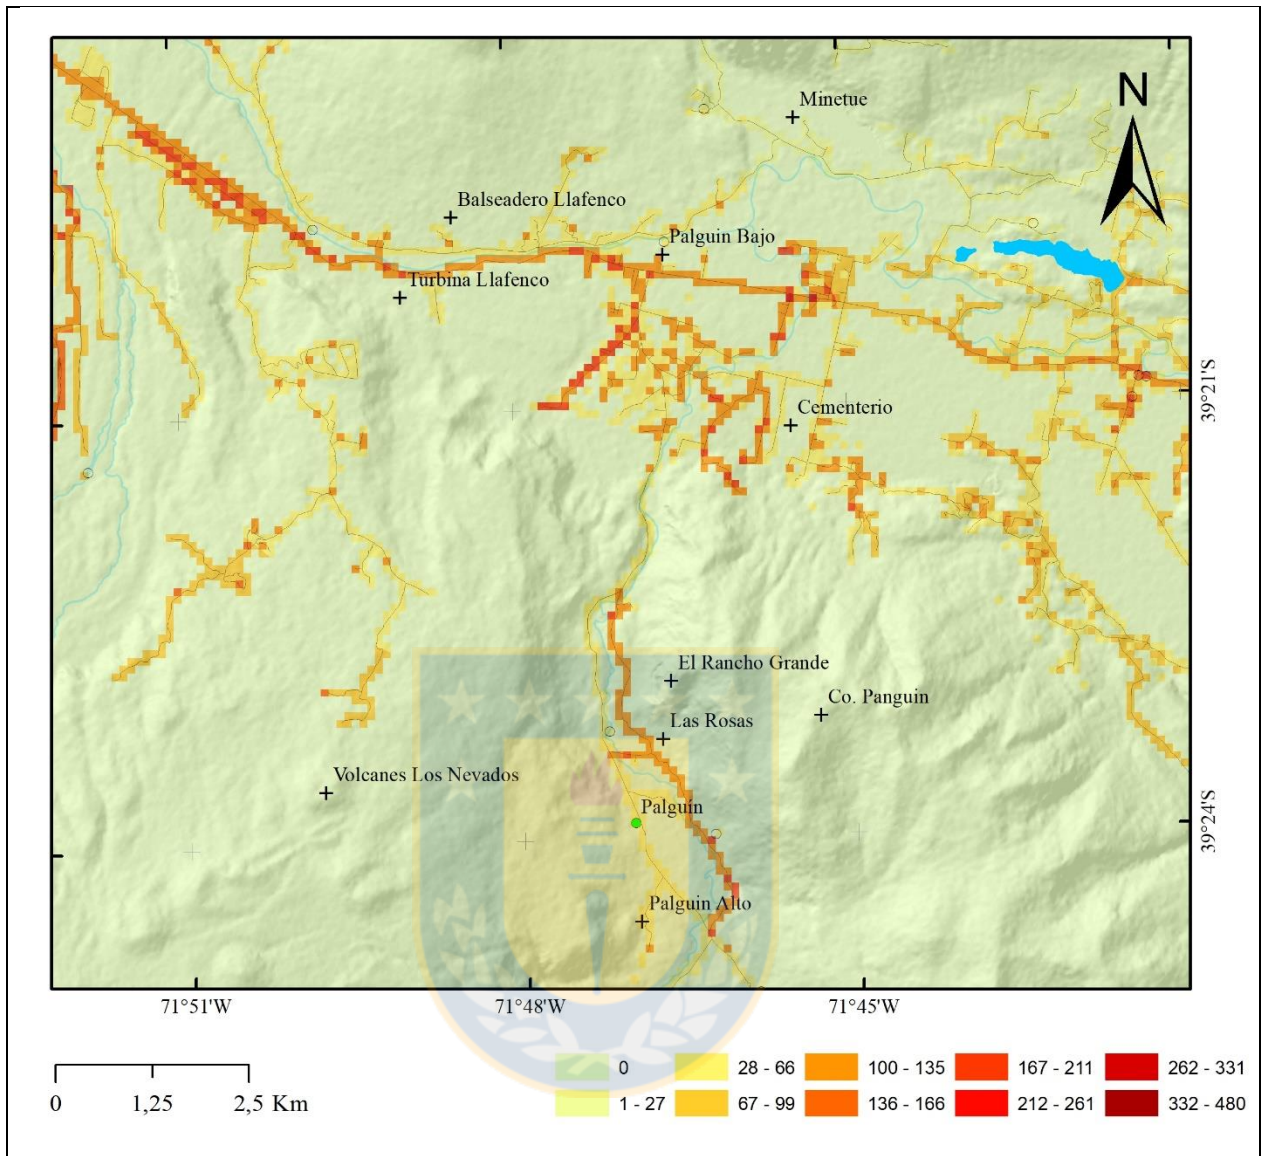 N
Minetue
Balseadero Llafenco
Palguin Bajo
Turbina Llafenco
39°21'S
Cementerio
El Rancho Grande
Co. Panguin
Las Rosas
Volcanes Los Nevados
Palguín
39°24'S
Palguin Alto
71°51'W 71°48'W 71°45'W
0 28 - 66 100 - 135 167 - 211 262 - 331
0 1,25 2,5 Km 1 - 27 67 - 99 136 - 166 212 - 261 332 - 480